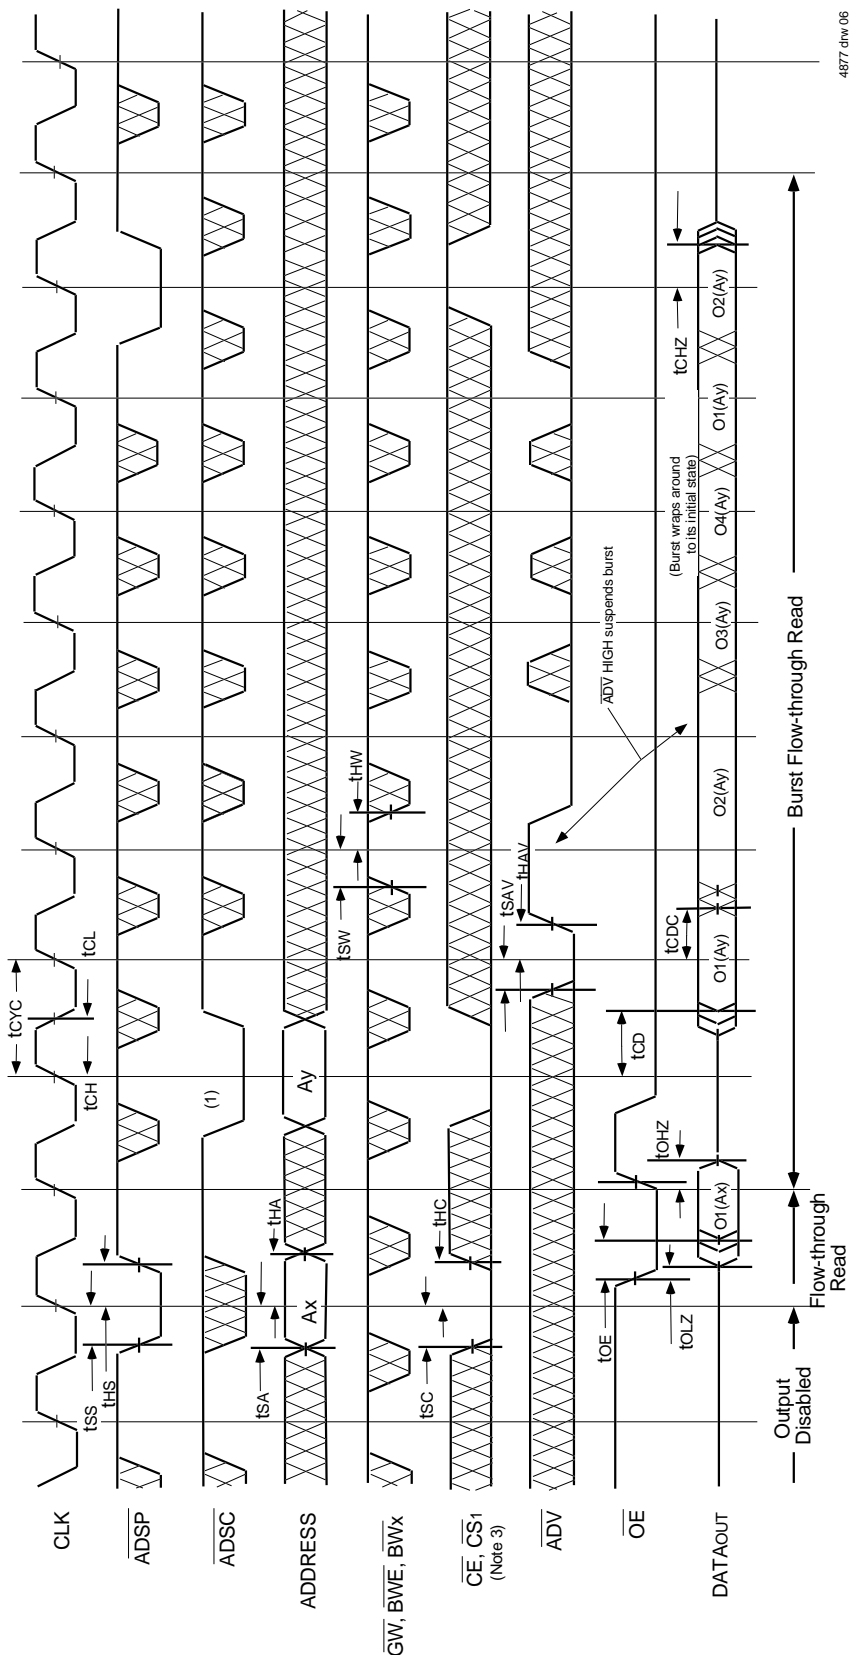 tCYC
tCH
tCL
tSS
tHS
CLK
ADSP
(1)
ADSC
tSA
tHA
Ax
Ay
ADDRESS
tSW
tHW
GW, BWE, BWx
tSC
tHC
CE, CS1
(Note 3)
tSAV
tHAV
ADV
ADV HIGH suspends burst
OE
tOE
tOHZ
tOLZ
tCD
tCDC
(Burst wraps around
to its initial state)
tCHZ
DATAOUT
O1(Ax)
O1(Ay)
O2(Ay)
O3(Ay)
O4(Ay)
O1(Ay)
O2(Ay)
Output
Disabled
Flow-through
Read
Burst Flow-through Read
4877 drw 06